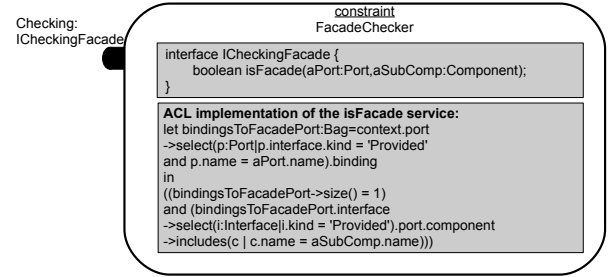 Checking:
ICheckingFacade
constraint
FacadeChecker
interface ICheckingFacade {
boolean isFacade(aPort:Port,aSubComp:Component);
}
ACL implementation of the isFacade service:
let bindingsToFacadePort:Bag=context.port
->select(p:Port|p.interface.kind = 'Provided'
and p.name = aPort.name).binding
in
((bindingsToFacadePort->size() = 1)
and (bindingsToFacadePort.interface
->select(i:Interface|i.kind = 'Provided').port.component
->includes(c | c.name = aSubComp.name)))